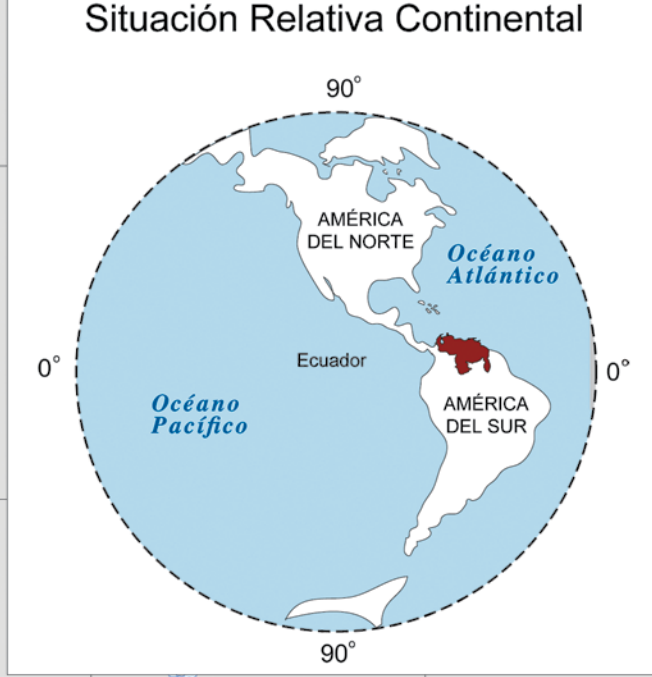 Situación Relativa Continental
90°
AMÉRICA
DEL NORTE
Océano
Atlántico
Ecuador
0°
0°
Océano
Pacífico
AMÉRICA
DEL SUR
90°